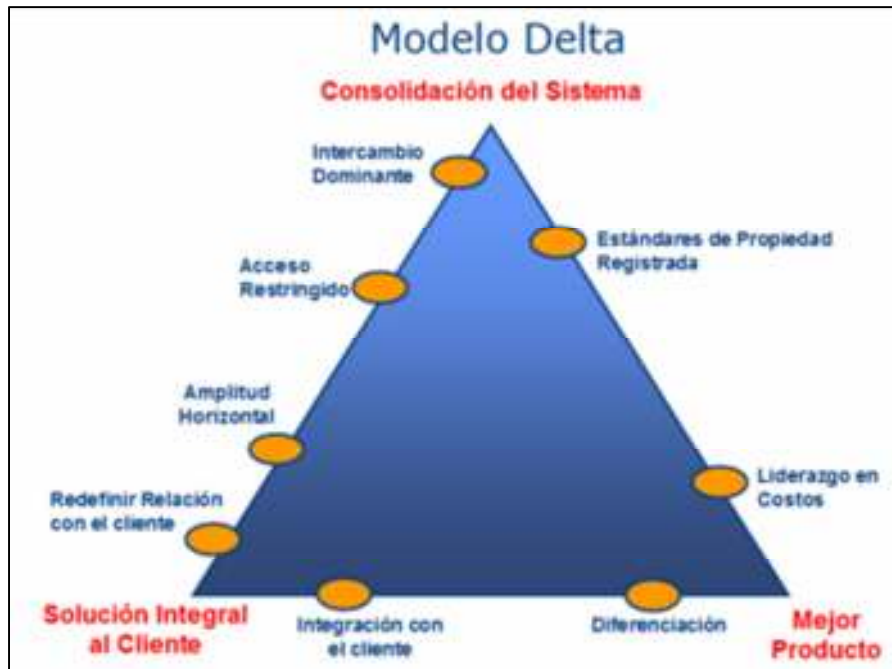 Modelo Delta
Consolidación del Sistema
Intercambio
Dominante
Estándares de Propiedad
Registrada
Acceso
Restringido
Amplitud
Horizontal
Liderazgo en
Costos
Redefinir Relación
con el cliente
Solución Integral
al Cliente
Integración con
el cliente
Diferenciación
Mejor
Producto